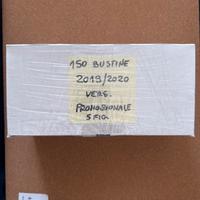 150 BUSTINE
2019/2020
VERS.
PROMOZIONALE
5 FIG.